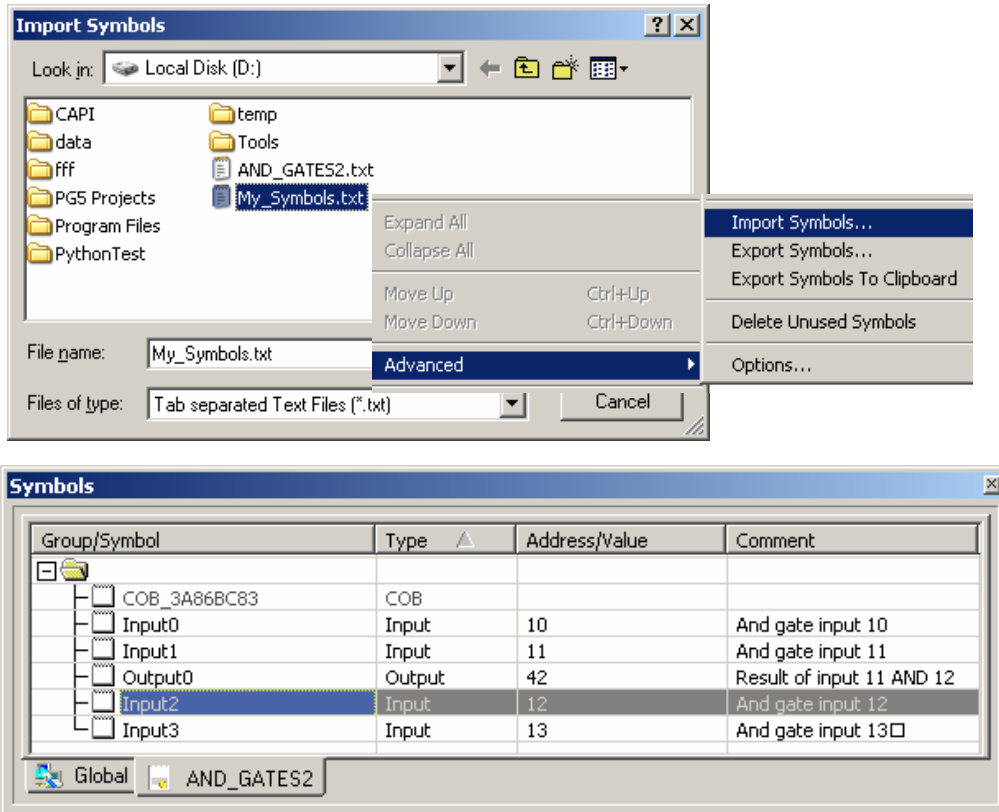 Import Symbols
Look in: Local Disk (D:)
CAPI
data
fff
PG5 Projects
Program Files
PythonTest
temp
Tools
AND_GATES2.txt
My_Symbols.txt
Expand All
Collapse All
Move Up Ctrl+Up
Move Down Ctrl+Down
Advanced
Import Symbols...
Export Symbols...
Export Symbols To Clipboard
Delete Unused Symbols
Options...
File name: My_Symbols.txt
Files of type: Tab separated Text Files (*.txt)
Cancel
Symbols
Group/Symbol Type Address/Value Comment
COB_3A86BC83 COB
Input0 Input 10 And gate input 10
Input1 Input 11 And gate input 11
Output0 Output 42 Result of input 11 AND 12
Input2 Input 12 And gate input 12
Input3 Input 13 And gate input 13□
Global AND_GATES2